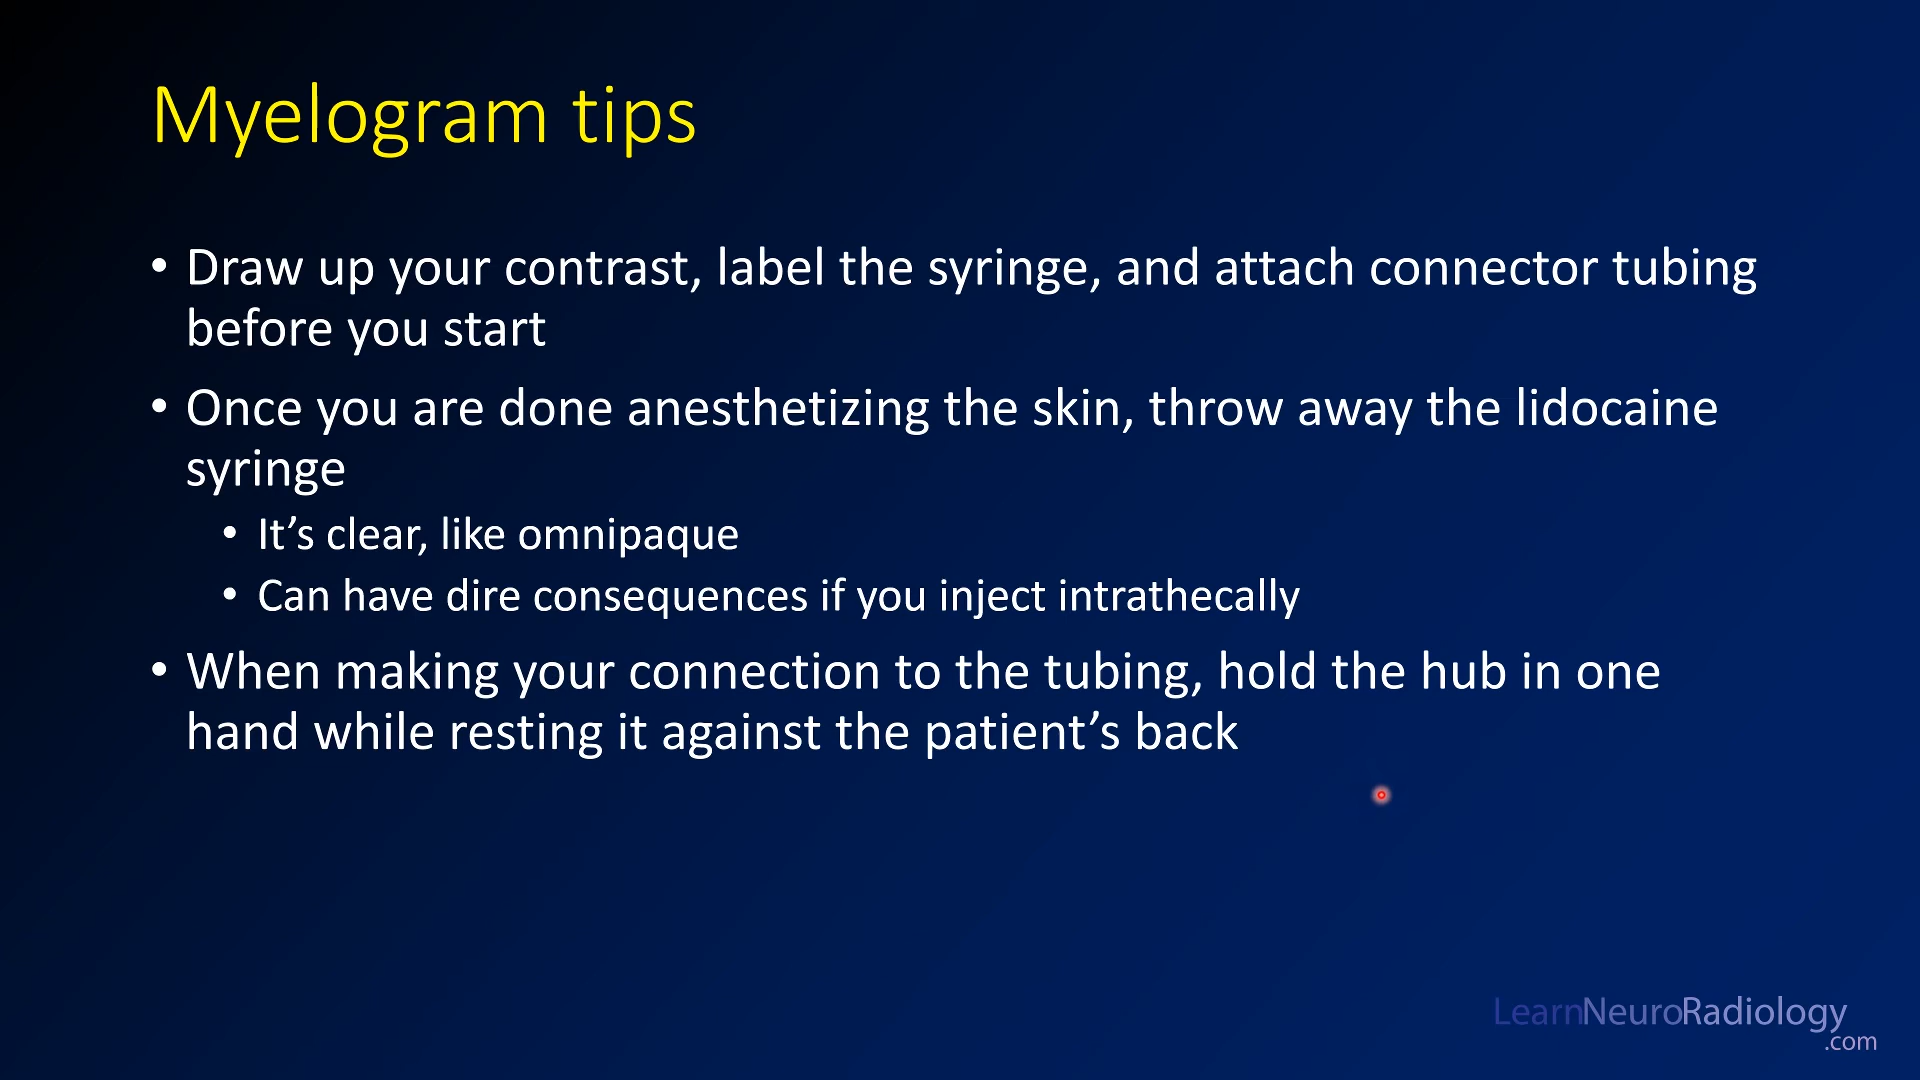 Myelogram tips
• Draw up your contrast, label the syringe, and attach connector tubing
before you start
• Once you are done anesthetizing the skin, throw away the lidocaine
syringe
• It’s clear, like omnipaque
• Can have dire consequences if you inject intrathecally
• When making your connection to the tubing, hold the hub in one
hand while resting it against the patient’s back
LearnNeuroRadiology
.com